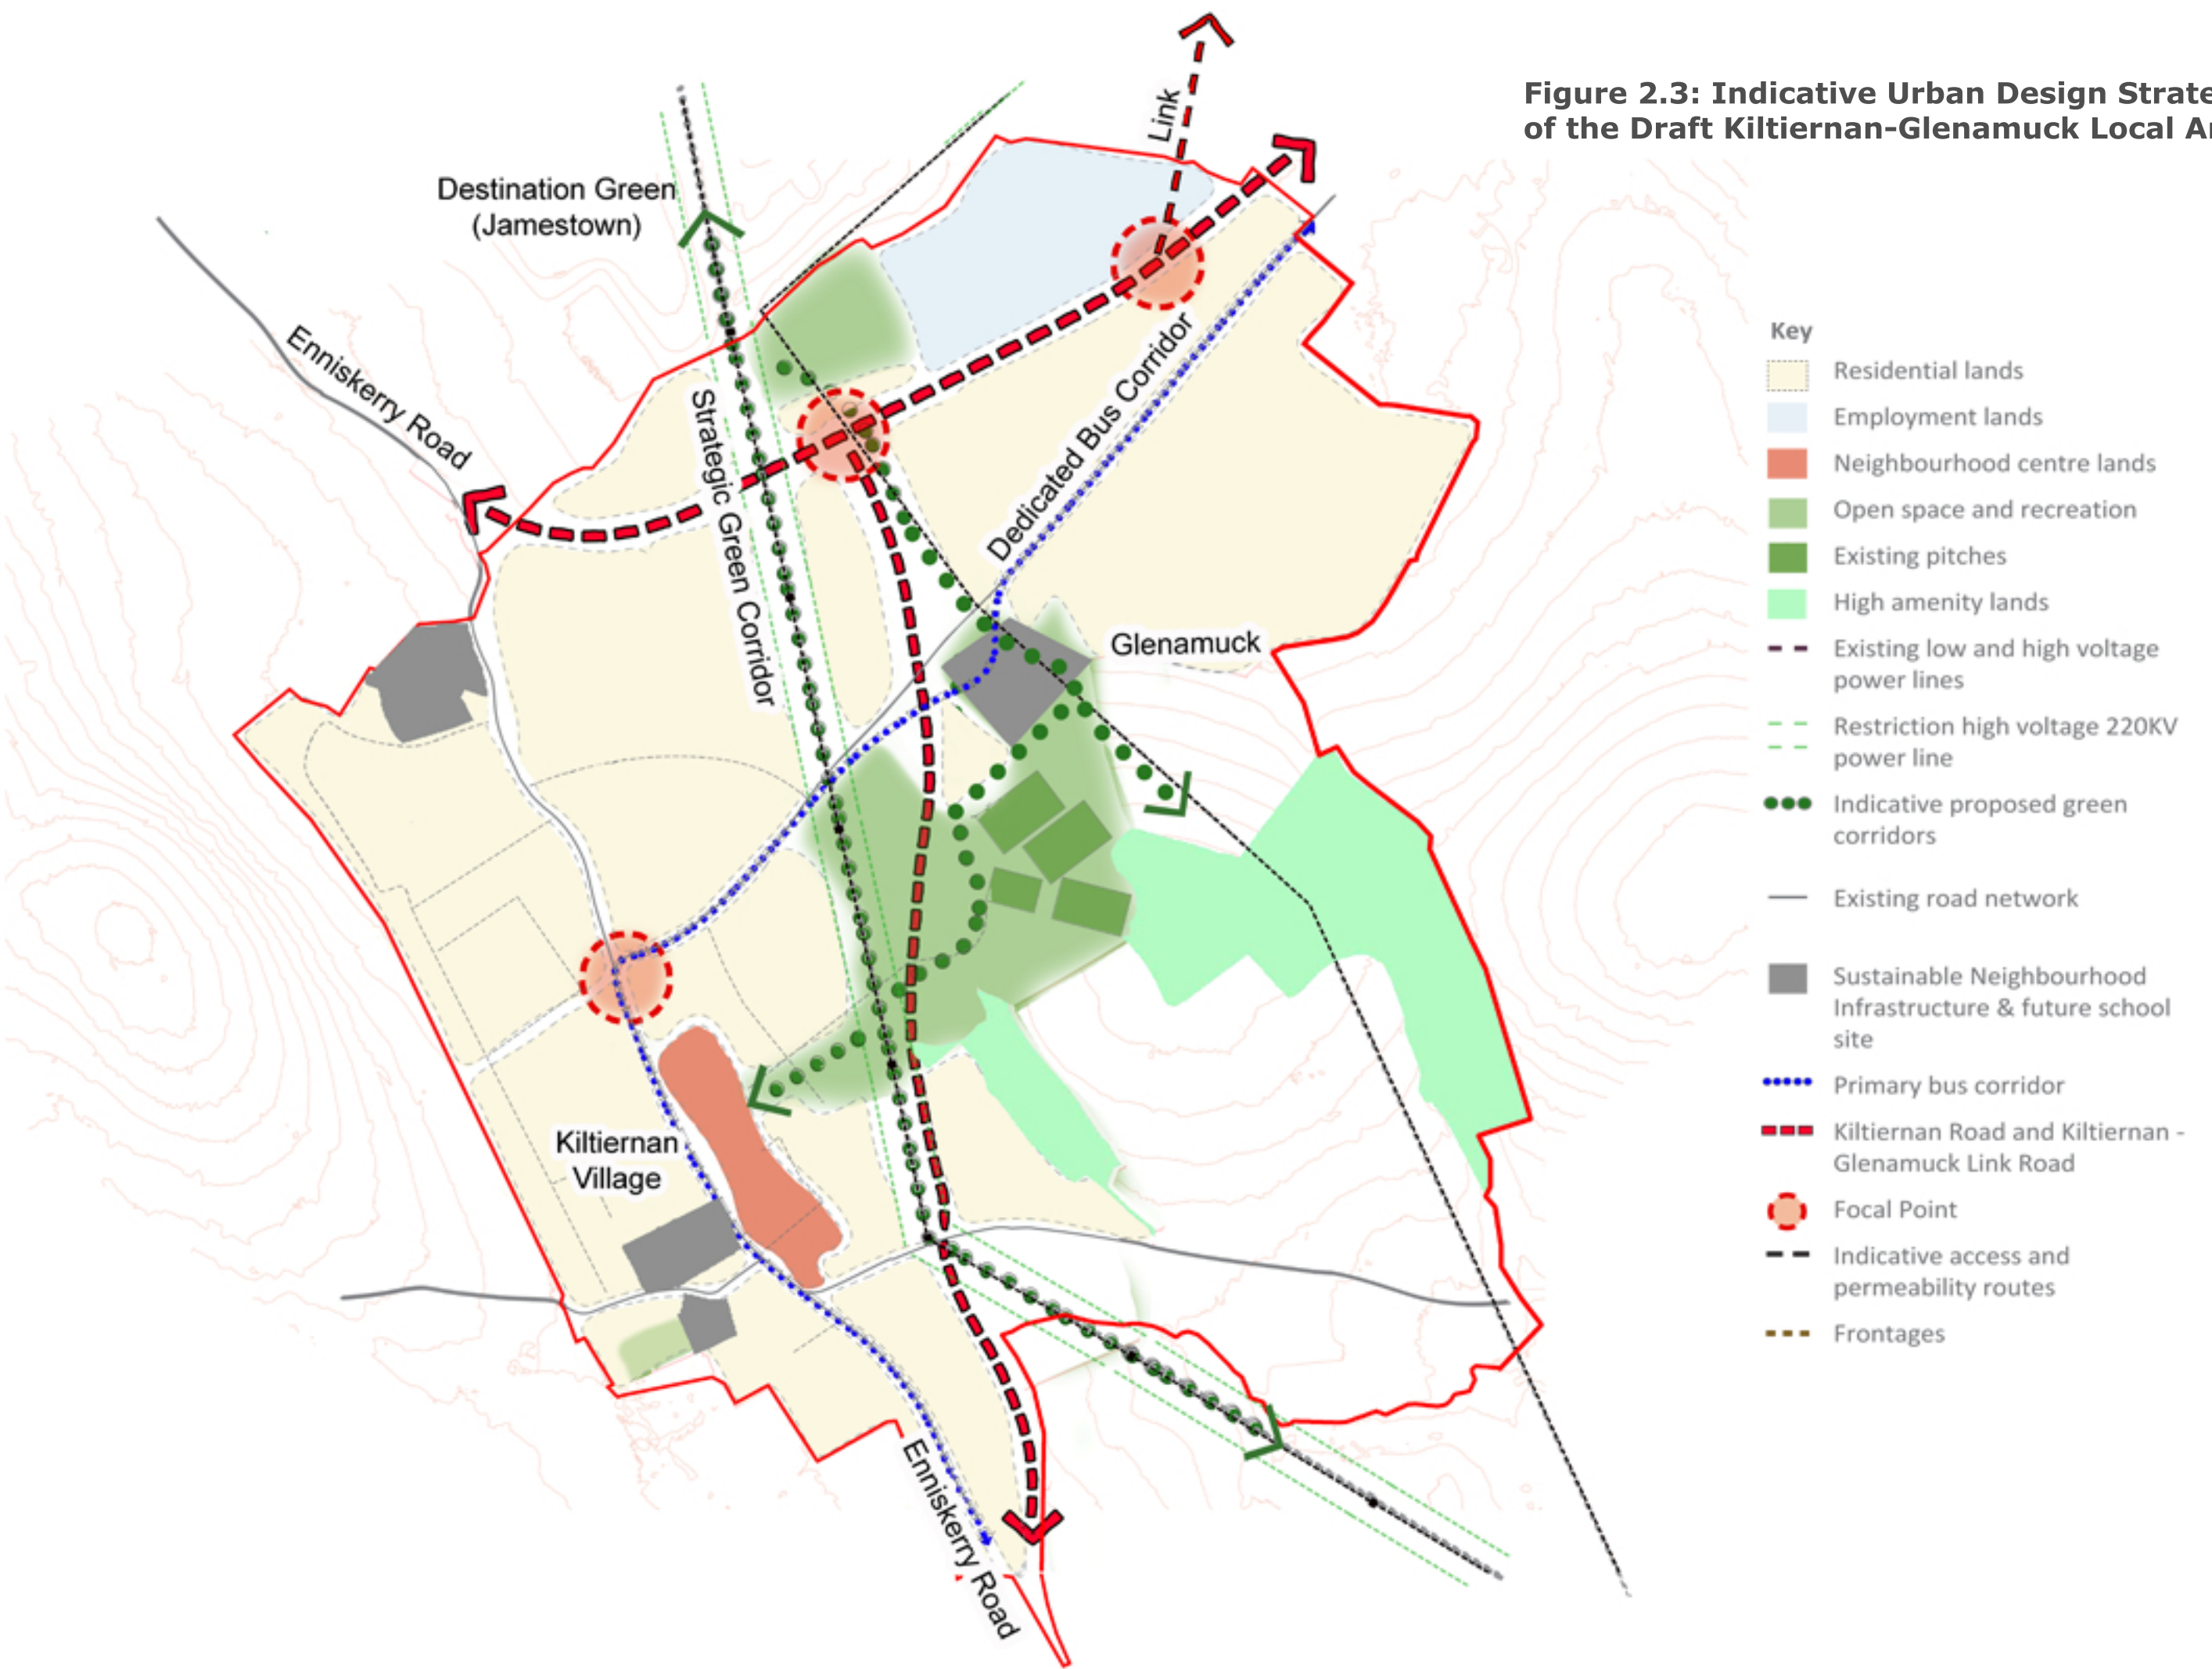 Figure 2.3: Indicative Urban Design Strate
of the Draft Kiltiernan-Glenamuck Local Ar
Link
Destination Green
(Jamestown)
Enniskerry Road
Strategic Green Corridor
Dedicated Bus Corridor
Glenamuck
Kiltiernan
Village
Enniskerry Road
Key
Residential lands
Employment lands
Neighbourhood centre lands
Open space and recreation
Existing pitches
High amenity lands
Existing low and high voltage
power lines
Restriction high voltage 220KV
power line
Indicative proposed green
corridors
Existing road network
Sustainable Neighbourhood
Infrastructure & future school
site
Primary bus corridor
Kiltiernan Road and Kiltiernan -
Glenamuck Link Road
Focal Point
Indicative access and
permeability routes
Frontages